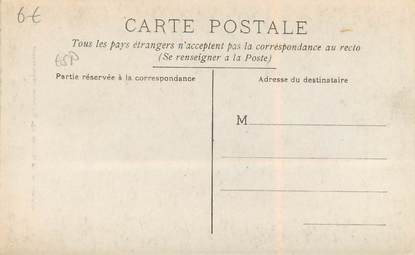 6€
CARTE POSTALE
Tous les pays étrangers n'acceptent pas la correspondance au recto
(Se renseigner a la Poste)
ESP
Partie réservée à la correspondance
Adresse du destinataire
M